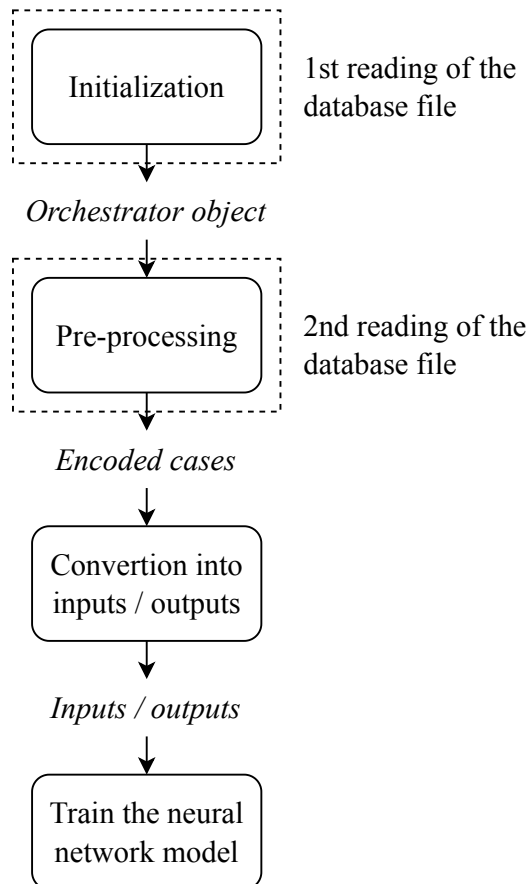 Initialization
1st reading of the
database file
Orchestrator object
Pre-processing
2nd reading of the
database file
Encoded cases
Convertion into
inputs / outputs
Inputs / outputs
Train the neural
network model